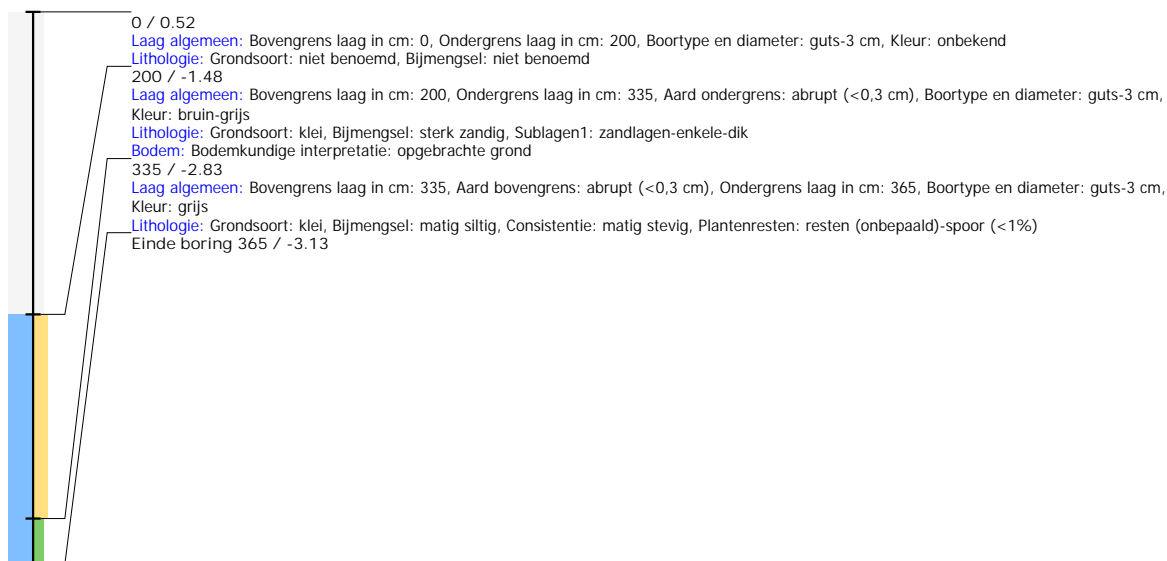 0 / 0.52
Laag algemeen: Bovengrens laag in cm: 0, Ondergrens laag in cm: 200, Boortype en diameter: guts-3 cm, Kleur: onbekend
Lithologie: Grondsoort: niet benoemd, Bijmengsel: niet benoemd
200 / -1.48
Laag algemeen: Bovengrens laag in cm: 200, Ondergrens laag in cm: 335, Aard ondergrens: abrupt (<0,3 cm), Boortype en diameter: guts-3 cm,
Kleur: bruin-grijs
Lithologie: Grondsoort: klei, Bijmengsel: sterk zandig, Sublagen1: zandlagen-enkele-dik
Bodem: Bodemkundige interpretatie: opgebrachte grond
335 / -2.83
Laag algemeen: Bovengrens laag in cm: 335, Aard bovengrens: abrupt (<0,3 cm), Ondergrens laag in cm: 365, Boortype en diameter: guts-3 cm,
Kleur: grijs
Lithologie: Grondsoort: klei, Bijmengsel: matig siltig, Consistentie: matig stevig, Plantenresten: resten (onbepaald)-spoor (<1%)
Einde boring 365 / -3.13